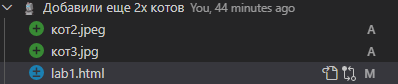 Добавили еще 2х котов You, 44 minutes ago
кот2.jpeg A
кот3.jpg A
lab1.html M